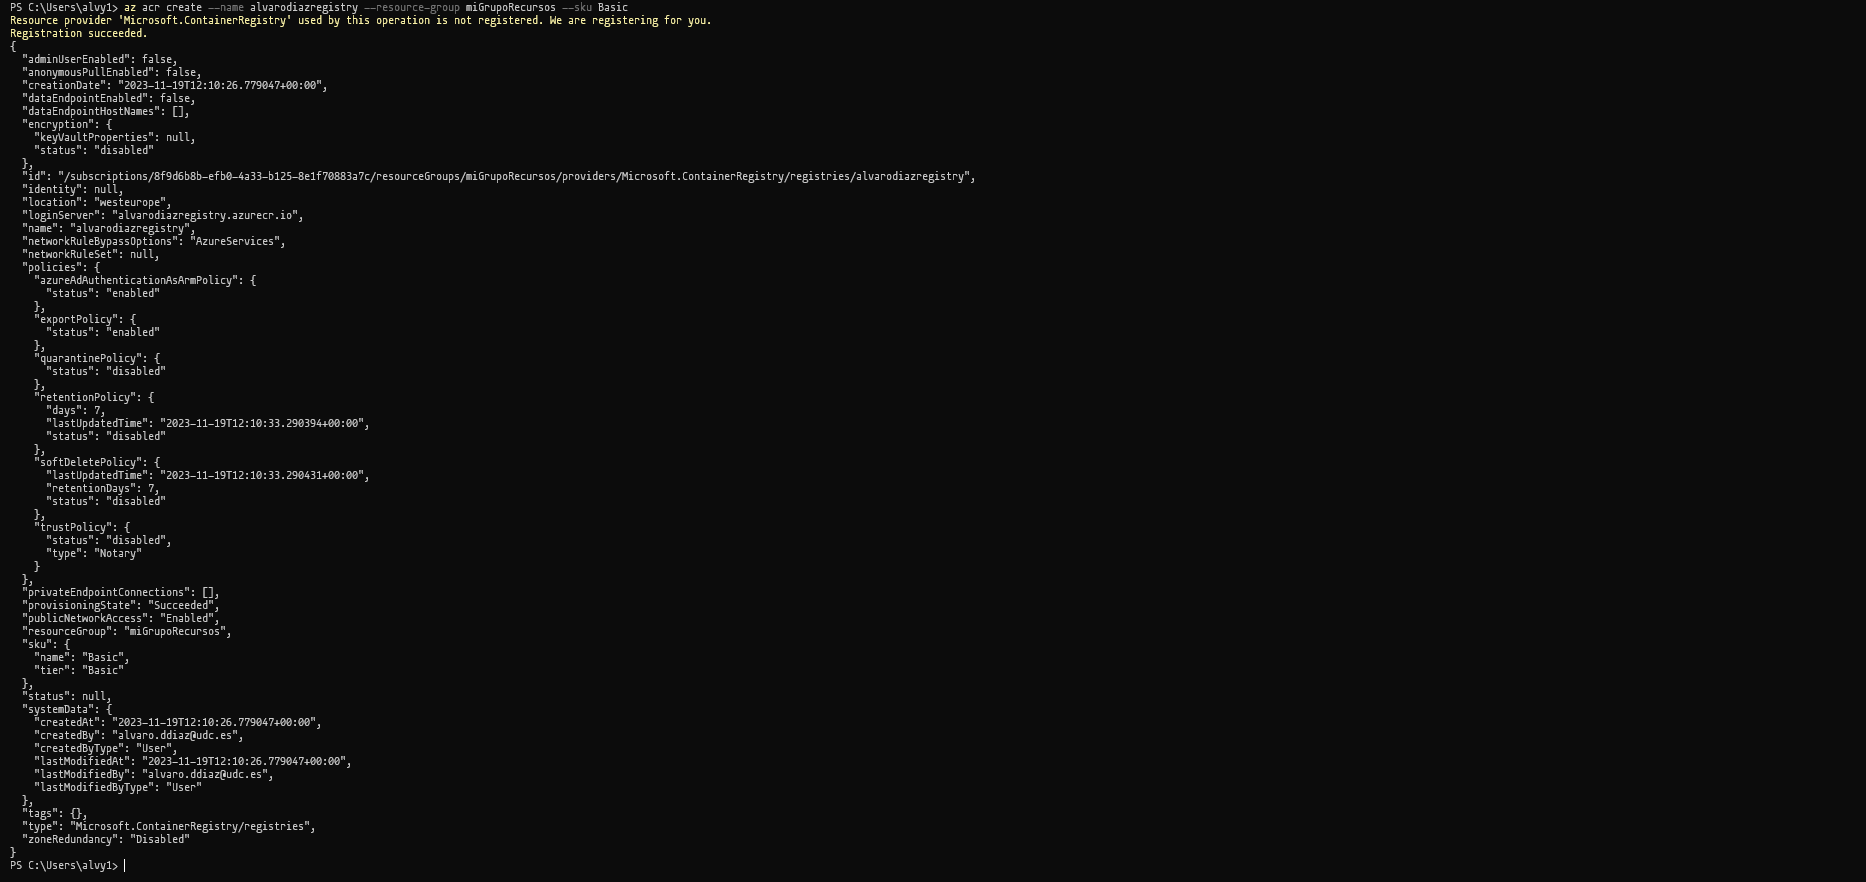 PS C:\Users\alvy1> az acr create --name alvarodiazregistry --resource-group miGrupoRecursos --sku Basic
Resource provider 'Microsoft.ContainerRegistry' used by this operation is not registered. We are registering for you.
Registration succeeded.
{
  "adminUserEnabled": false,
  "anonymousPullEnabled": false,
  "creationDate": "2023-11-19T12:10:26.779047+00:00",
  "dataEndpointEnabled": false,
  "dataEndpointHostNames": [],
  "encryption": {
    "keyVaultProperties": null,
    "status": "disabled"
  },
  "id": "/subscriptions/8f9d6b8b-efb0-4a33-b125-8e1f70883a7c/resourceGroups/miGrupoRecursos/providers/Microsoft.ContainerRegistry/registries/alvarodiazregistry",
  "identity": null,
  "location": "westeurope",
  "loginServer": "alvarodiazregistry.azurecr.io",
  "name": "alvarodiazregistry",
  "networkRuleBypassOptions": "AzureServices",
  "networkRuleSet": null,
  "policies": {
    "azureAdAuthenticationAsArmPolicy": {
      "status": "enabled"
    },
    "exportPolicy": {
      "status": "enabled"
    },
    "quarantinePolicy": {
      "status": "disabled"
    },
    "retentionPolicy": {
      "days": 7,
      "lastUpdatedTime": "2023-11-19T12:10:33.290394+00:00",
      "status": "disabled"
    },
    "softDeletePolicy": {
      "lastUpdatedTime": "2023-11-19T12:10:33.290431+00:00",
      "retentionDays": 7,
      "status": "disabled"
    },
    "trustPolicy": {
      "status": "disabled",
      "type": "Notary"
    }
  },
  "privateEndpointConnections": [],
  "provisioningState": "Succeeded",
  "publicNetworkAccess": "Enabled",
  "resourceGroup": "miGrupoRecursos",
  "sku": {
    "name": "Basic",
    "tier": "Basic"
  },
  "status": null,
  "systemData": {
    "createdAt": "2023-11-19T12:10:26.779047+00:00",
    "createdBy": "alvaro.ddiaz@udc.es",
    "createdByType": "User",
    "lastModifiedAt": "2023-11-19T12:10:26.779047+00:00",
    "lastModifiedBy": "alvaro.ddiaz@udc.es",
    "lastModifiedByType": "User"
  },
  "tags": {},
  "type": "Microsoft.ContainerRegistry/registries",
  "zoneRedundancy": "Disabled"
}
PS C:\Users\alvy1>